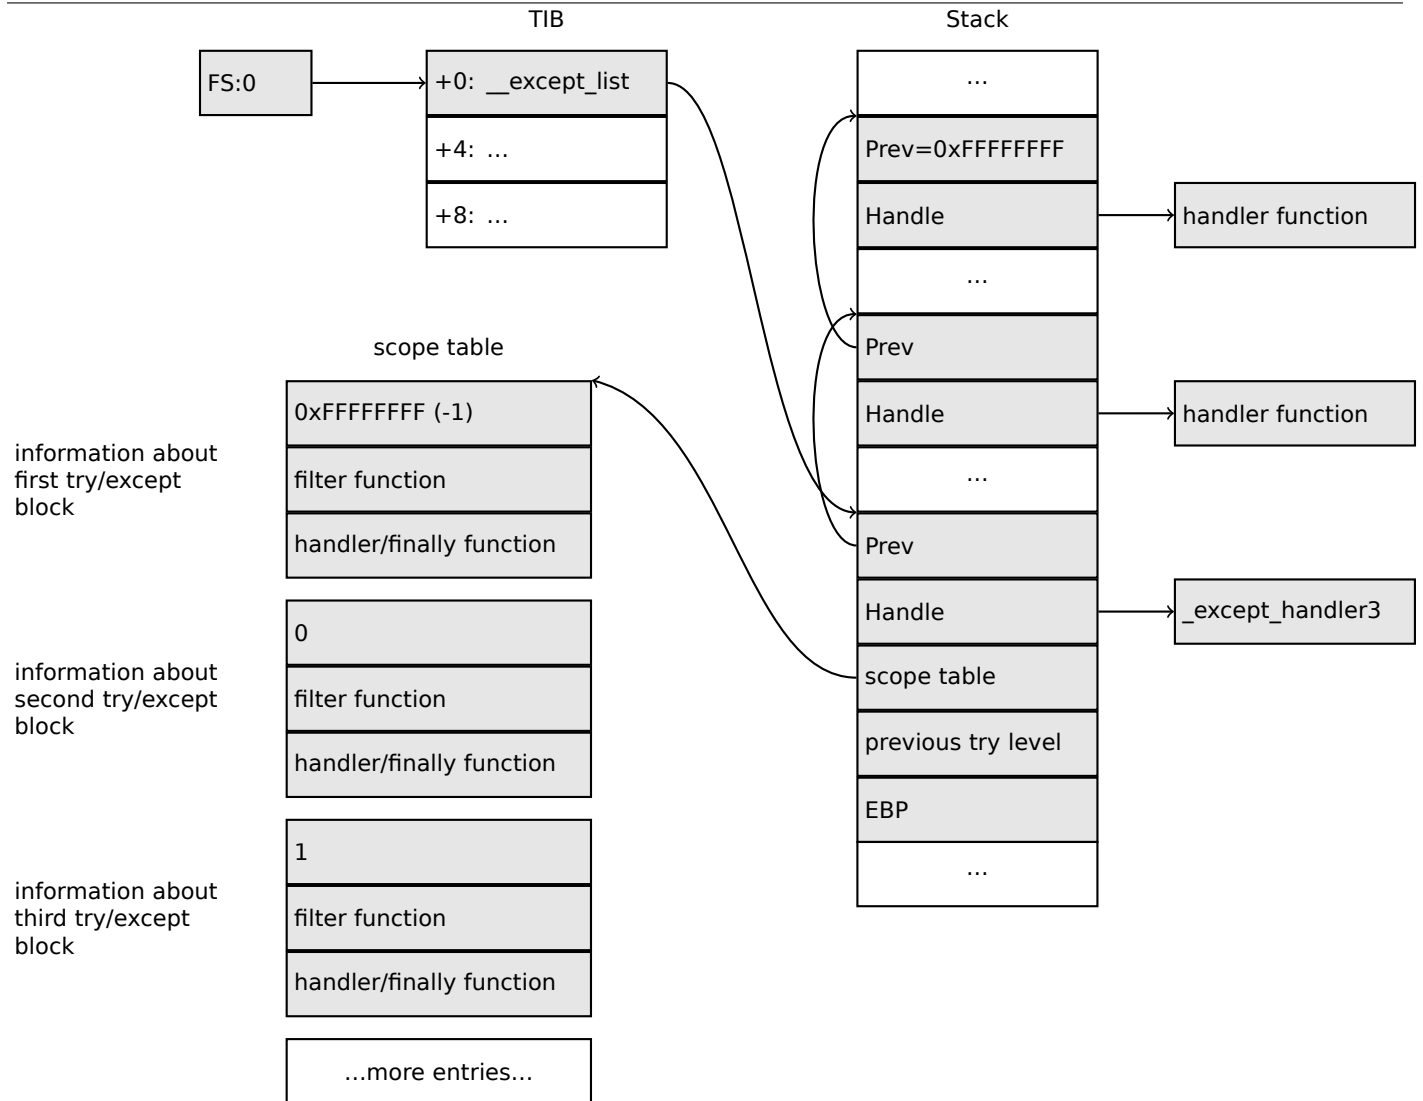 TIB
Stack
FS:0
+0: __except_list
+4: ...
+8: ...
...
Prev=0xFFFFFFFF
Handle
handler function
...
Prev
Handle
handler function
...
Prev
Handle
_except_handler3
scope table
previous try level
EBP
...
scope table
information about
first try/except
block
0xFFFFFFFF (-1)
filter function
handler/finally function
information about
second try/except
block
0
filter function
handler/finally function
information about
third try/except
block
1
filter function
handler/finally function
...more entries...